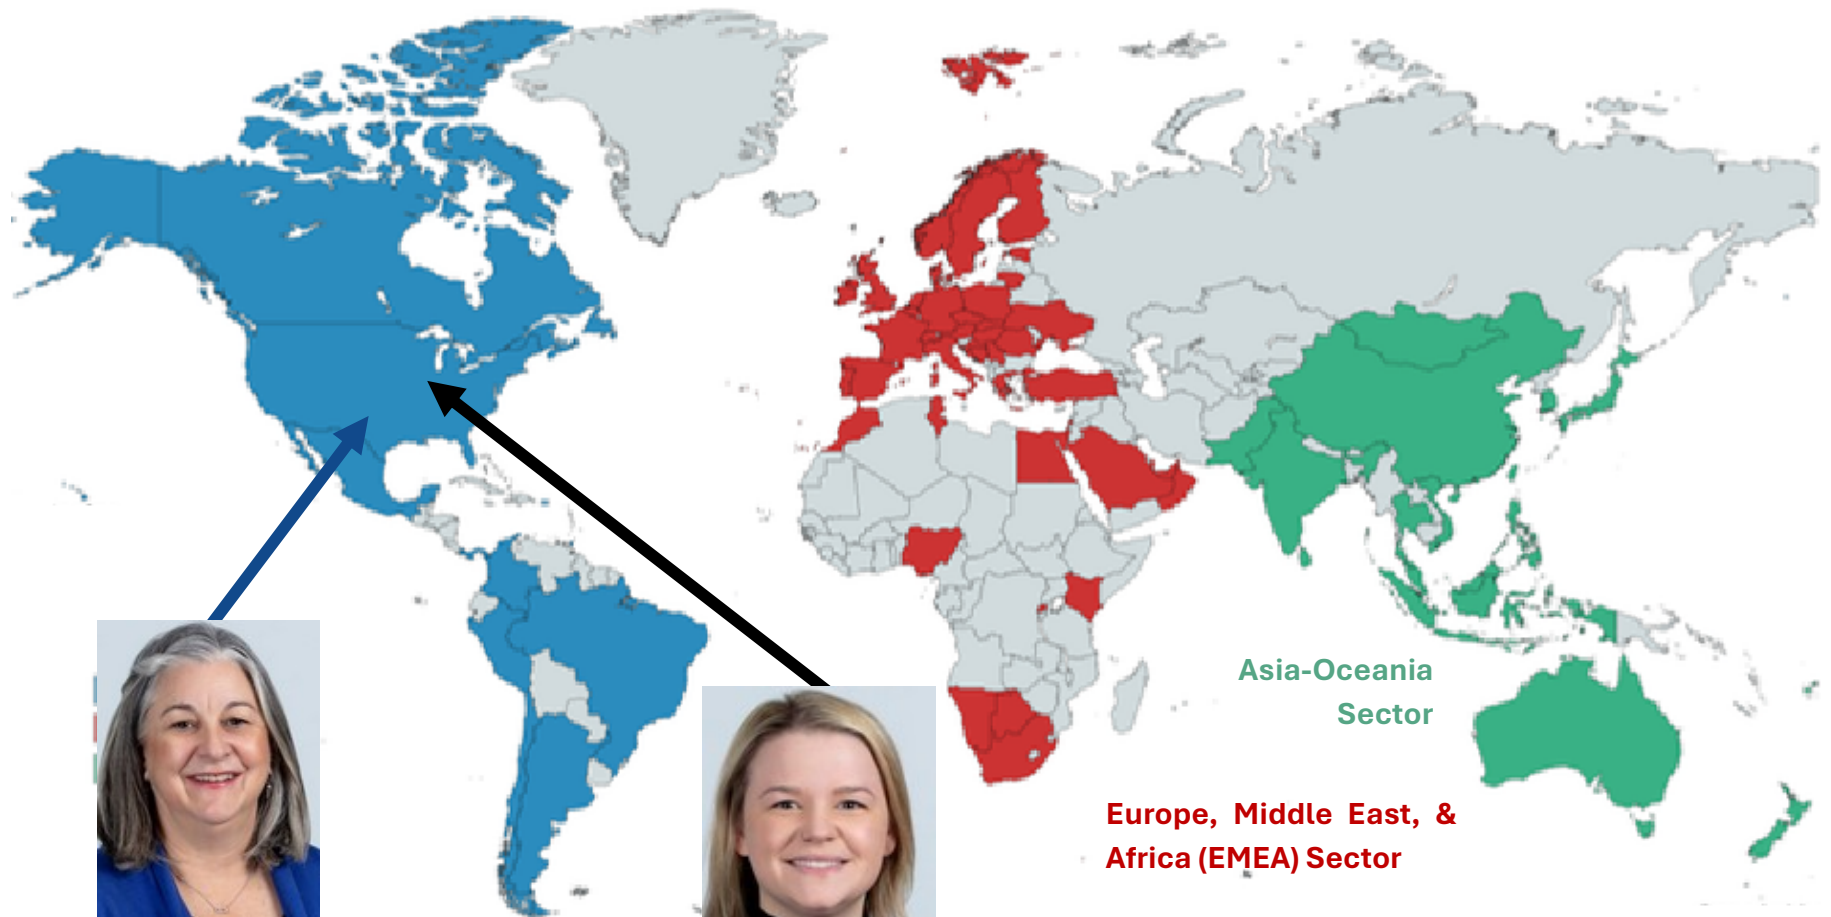 Asia-Oceania
Sector
Europe, Middle East, &
Africa (EMEA) Sector